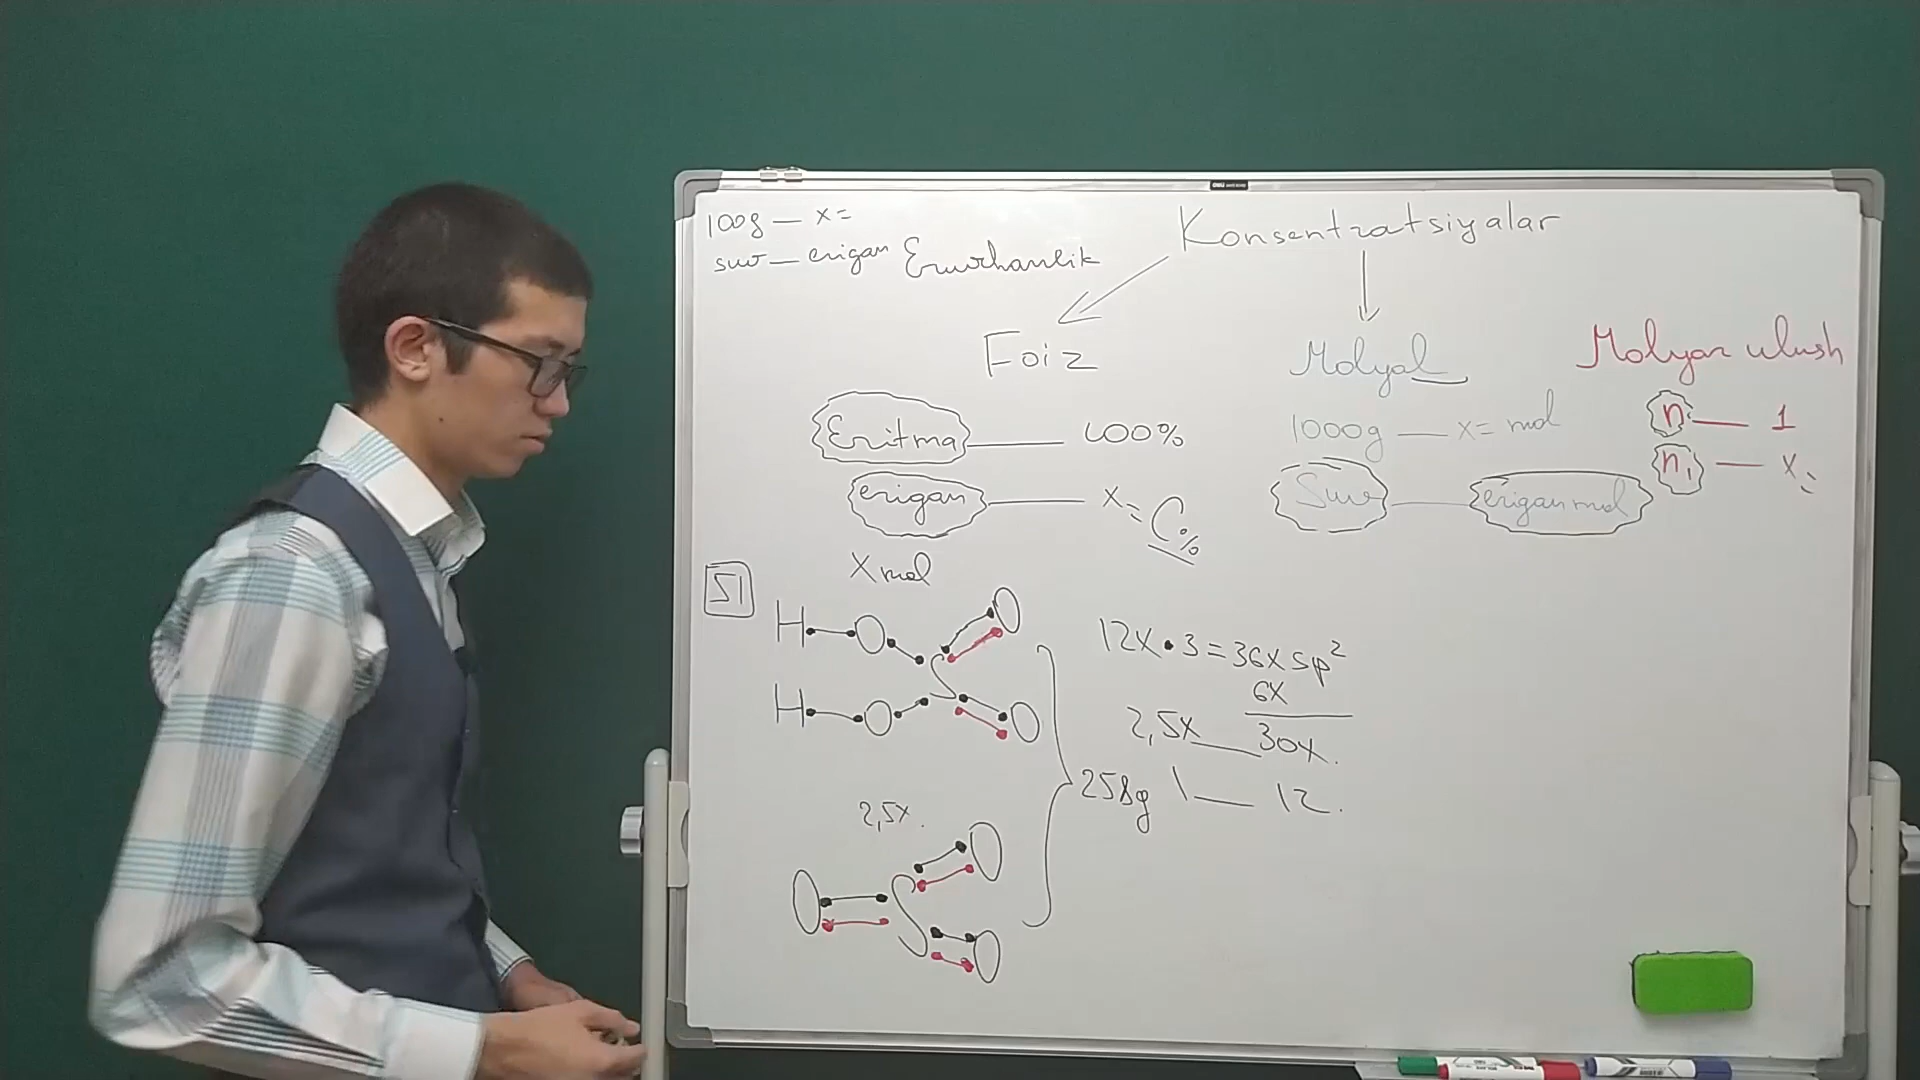 100g — x=
suv — erigan Eruvchanlik
Konsentratsiyalar
Foiz
Molyal
Molyar ulush
Eritma — 100%
erigan — x= C%
1000g — x= mol
Suv — erigan mol
n — 1
n₁ — x=
21
X mol
H O S O
H O O
12x•3=36x sp²
6x
2,5x — 30x.
258g 1 — 12.
2,5x.
O S O
O